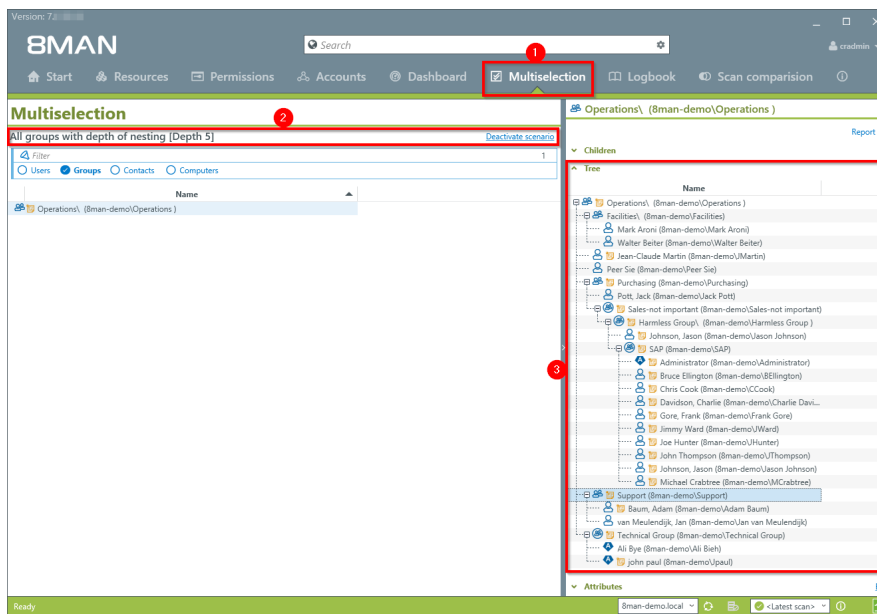 Version: 7.
8MAN
Search
cradmin
1
Start Resources Permissions Accounts Dashboard Multiselection Logbook Scan comparision
Multiselection
2
All groups with depth of nesting [Depth 5] Deactivate scenario
Filter 1
Users Groups Contacts Computers
Name
Operations\ (8man-demo\Operations )
Operations\ (8man-demo\Operations )
Report
Children
Tree
Name
Operations\ (8man-demo\Operations )
Facilities\ (8man-demo\Facilities)
Mark Aroni (8man-demo\Mark Aroni)
Walter Beiter (8man-demo\Walter Beiter)
Jean-Claude Martin (8man-demo\JMartin)
Peer Sie (8man-demo\Peer Sie)
Purchasing (8man-demo\Purchasing)
Pott, Jack (8man-demo\Jack Pott)
Sales-not important (8man-demo\Sales-not important)
Harmless Group\ (8man-demo\Harmless Group )
Johnson, Jason (8man-demo\Jason Johnson)
SAP (8man-demo\SAP)
3
Administrator (8man-demo\Administrator)
Bruce Ellington (8man-demo\BEllington)
Chris Cook (8man-demo\CCook)
Davidson, Charlie (8man-demo\Charlie Davi...
Gore, Frank (8man-demo\Frank Gore)
Jimmy Ward (8man-demo\JWard)
Joe Hunter (8man-demo\JHunter)
John Thompson (8man-demo\JThompson)
Johnson, Jason (8man-demo\Jason Johnson)
Michael Crabtree (8man-demo\MCrabtree)
Support (8man-demo\Support)
Baum, Adam (8man-demo\Adam Baum)
van Meulendijk, Jan (8man-demo\Jan van Meulendijk)
Technical Group (8man-demo\Technical Group)
Ali Bye (8man-demo\Ali Bieh)
john paul (8man-demo\Jpaul)
Attributes
Ready 8man-demo.local <Latest scan>